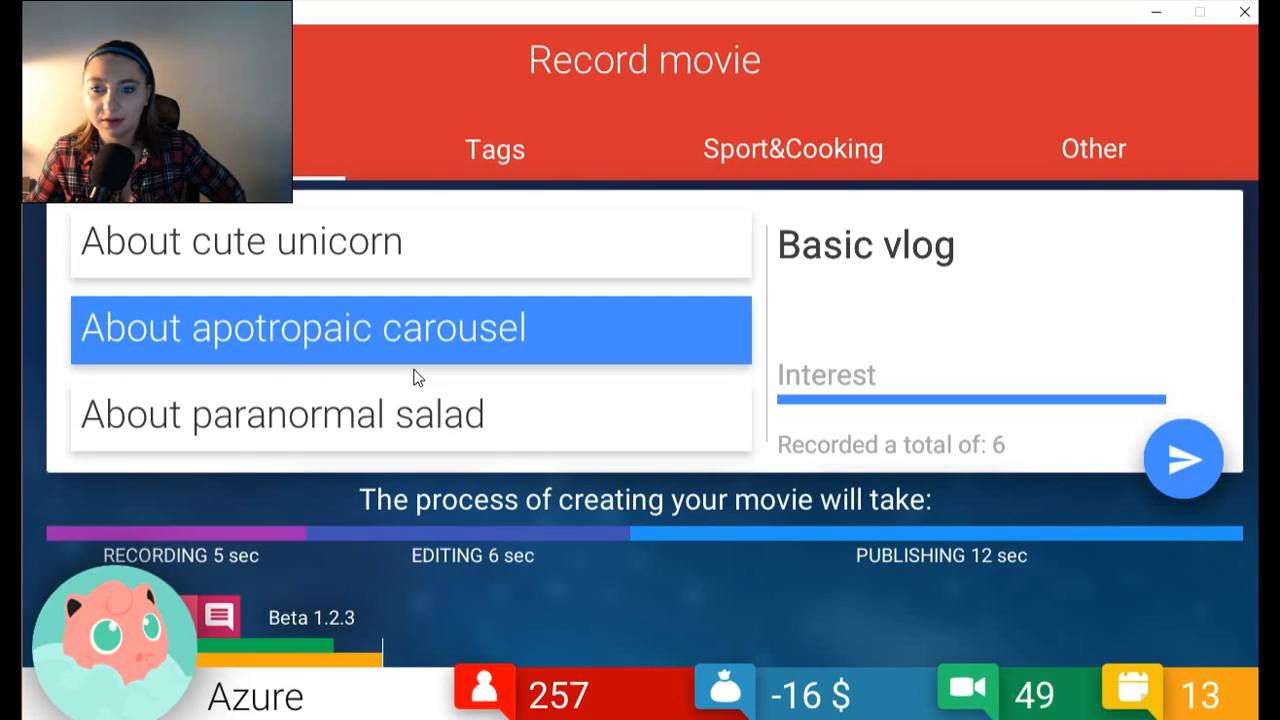 Record movie
Tags
Sport&Cooking
Other
About cute unicorn
About apotropaic carousel
About paranormal salad
Basic vlog
Interest
Recorded a total of: 6
The process of creating your movie will take:
RECORDING 5 sec
EDITING 6 sec
PUBLISHING 12 sec
Beta 1.2.3
Azure
257
-16 $
49
13